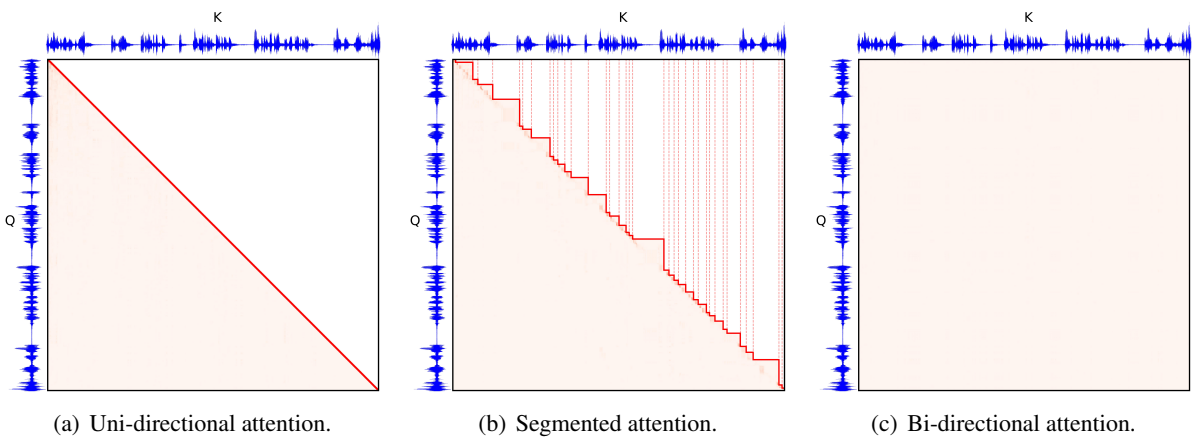 K
K
K
Q
Q
Q
(a) Uni-directional attention.
(b) Segmented attention.
(c) Bi-directional attention.